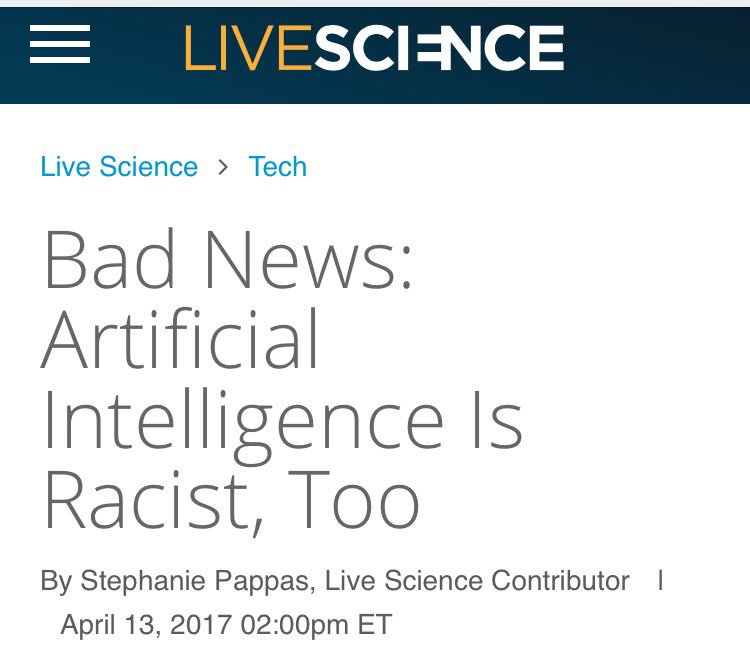 LIVESCIENCE
Live Science > Tech
Bad News:
Artificial
Intelligence Is
Racist, Too
By Stephanie Pappas, Live Science Contributor |
April 13, 2017 02:00pm ET